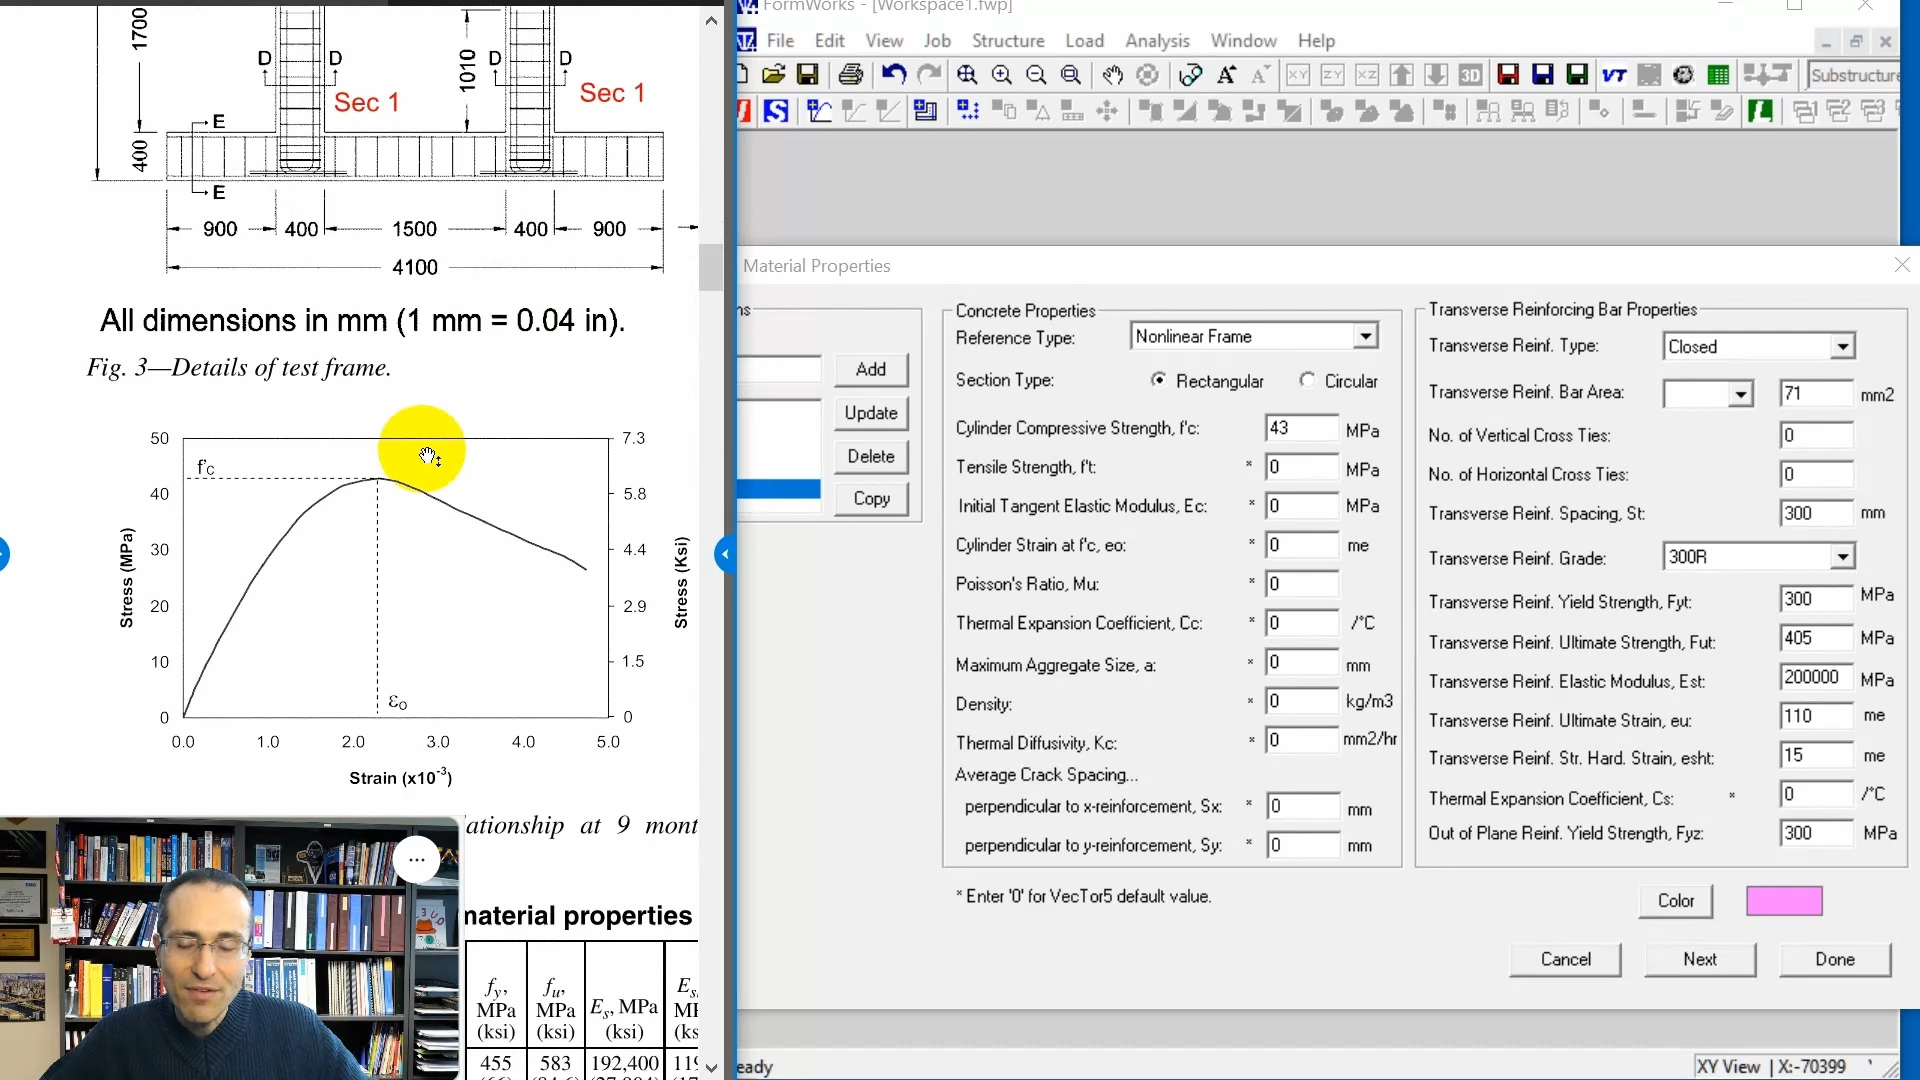 FormWorks - [Workspace1.fwp]
File Edit View Job Structure Load Analysis Window Help
XY ZY XZ 3D VT Substructure
S
1700
1010
400
D D D D
Sec 1 Sec 1
E
E
900 400 1500 400 900
4100
All dimensions in mm (1 mm = 0.04 in).
Fig. 3—Details of test frame.
50 7.3
f'c
40 5.8
30 4.4
20 2.9
10 1.5
εo
0 0
0.0 1.0 2.0 3.0 4.0 5.0
Stress (MPa)
Stress (Ksi)
Strain (x10-3)
ationship at 9 mont
material properties
fy, MPa (ksi)
fu, MPa (ksi)
Es, MPa (ksi)
455 583 192,400
Material Properties
Add
Update
Delete
Copy
Concrete Properties
Reference Type: Nonlinear Frame
Section Type: Rectangular Circular
Cylinder Compressive Strength, f'c: 43 MPa
Tensile Strength, f't: * 0 MPa
Initial Tangent Elastic Modulus, Ec: * 0 MPa
Cylinder Strain at f'c, eo: * 0 me
Poisson's Ratio, Mu: * 0
Thermal Expansion Coefficient, Cc: * 0 /°C
Maximum Aggregate Size, a: * 0 mm
Density: * 0 kg/m3
Thermal Diffusivity, Kc: * 0 mm2/hr
Average Crack Spacing...
perpendicular to x-reinforcement, Sx: * 0 mm
perpendicular to y-reinforcement, Sy: * 0 mm
* Enter '0' for VecTor5 default value.
Transverse Reinforcing Bar Properties
Transverse Reinf. Type: Closed
Transverse Reinf. Bar Area: 71 mm2
No. of Vertical Cross Ties: 0
No. of Horizontal Cross Ties: 0
Transverse Reinf. Spacing, St: 300 mm
Transverse Reinf. Grade: 300R
Transverse Reinf. Yield Strength, Fyt: 300 MPa
Transverse Reinf. Ultimate Strength, Fut: 405 MPa
Transverse Reinf. Elastic Modulus, Est: 200000 MPa
Transverse Reinf. Ultimate Strain, eu: 110 me
Transverse Reinf. Str. Hard. Strain, esht: 15 me
Thermal Expansion Coefficient, Cs: * 0 /°C
Out of Plane Reinf. Yield Strength, Fyz: 300 MPa
Color
Cancel Next Done
eady
XY View | X:-70399